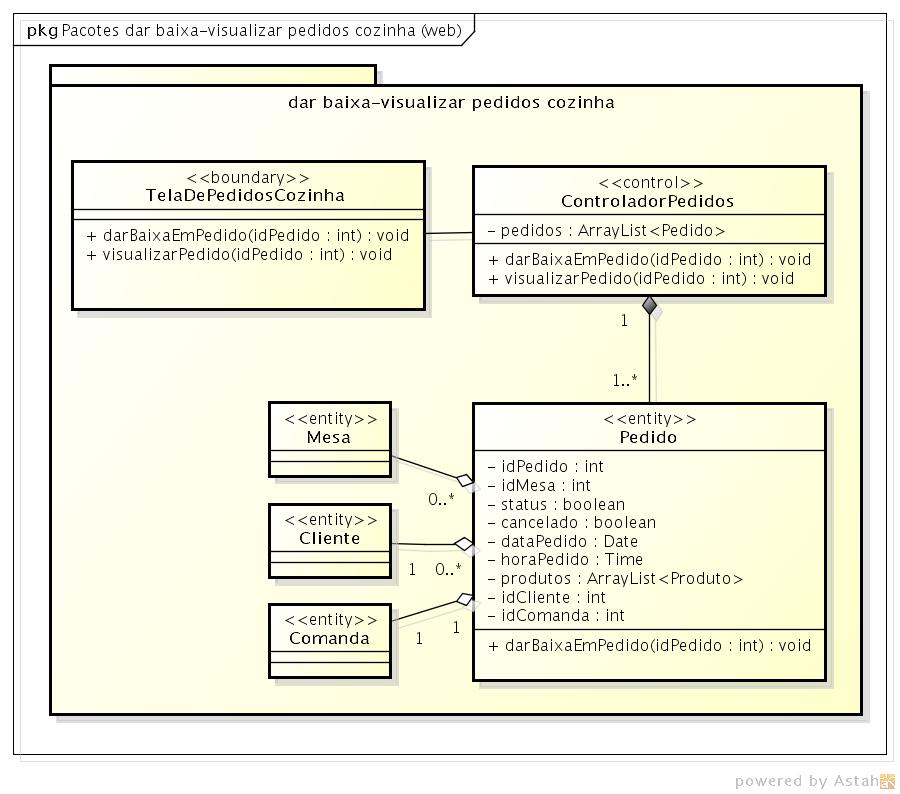 pkg Pacotes dar baixa-visualizar pedidos cozinha (web)
dar baixa-visualizar pedidos cozinha
<<boundary>>
TelaDePedidosCozinha
+ darBaixaEmPedido(idPedido : int) : void
+ visualizarPedido(idPedido : int) : void
<<control>>
ControladorPedidos
- pedidos : ArrayList<Pedido>
+ darBaixaEmPedido(idPedido : int) : void
+ visualizarPedido(idPedido : int) : void
1
1..*
<<entity>>
Mesa
0..*
<<entity>>
Cliente
1
0..*
<<entity>>
Comanda
1
1
<<entity>>
Pedido
- idPedido : int
- idMesa : int
- status : boolean
- cancelado : boolean
- dataPedido : Date
- horaPedido : Time
- produtos : ArrayList<Produto>
- idCliente : int
- idComanda : int
+ darBaixaEmPedido(idPedido : int) : void
powered by Astah